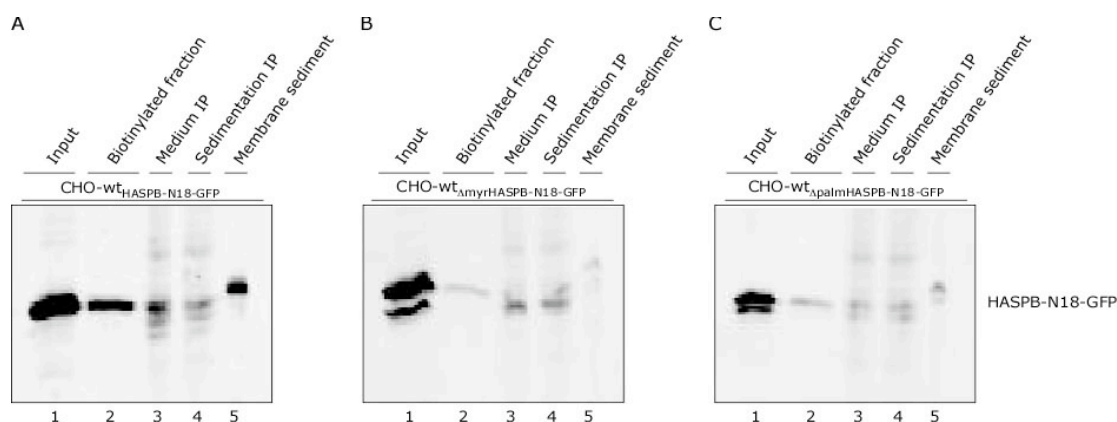 A
Input
Biotinylated fraction
Medium IP
Sedimentation IP
Membrane sediment
CHO-wtHASPB-N18-GFP
1 2 3 4 5
B
Input
Biotinylated fraction
Medium IP
Sedimentation IP
Membrane sediment
CHO-wtΔmyrHASPB-N18-GFP
1 2 3 4 5
C
Input
Biotinylated fraction
Medium IP
Sedimentation IP
Membrane sediment
CHO-wtΔpalmHASPB-N18-GFP
1 2 3 4 5
HASPB-N18-GFP